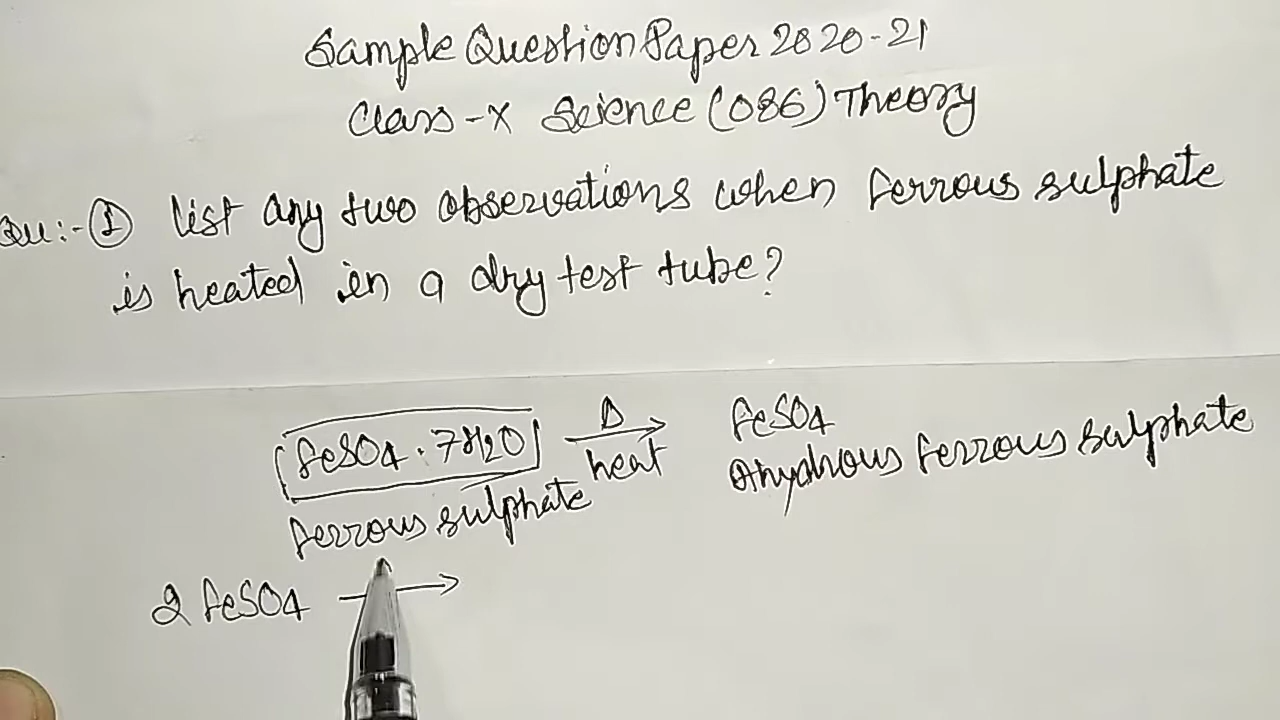 Sample Question Paper 2020-21
Class-X Science (086) Theory
Qu:-① List any two observations when ferrous sulphate
is heated in a dry test tube?
FeSO4 · 7H2O Δ heat → FeSO4
ferrous sulphate Anhydrous ferrous sulphate
2 FeSO4 →